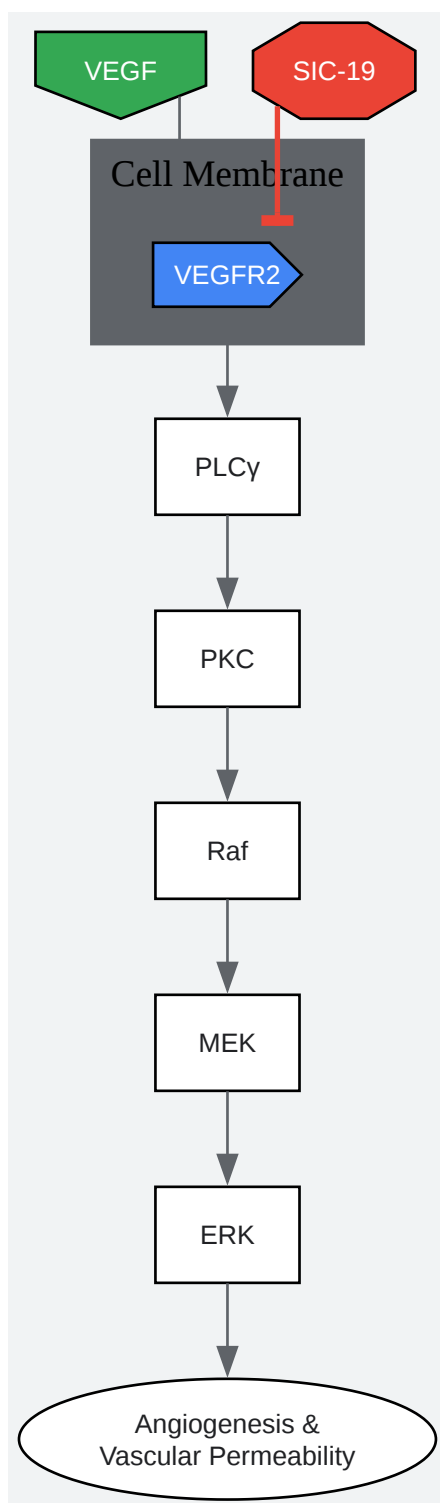 VEGF
SIC-19
Cell Membrane
VEGFR2
PLCγ
PKC
Raf
MEK
ERK
Angiogenesis &
Vascular Permeability